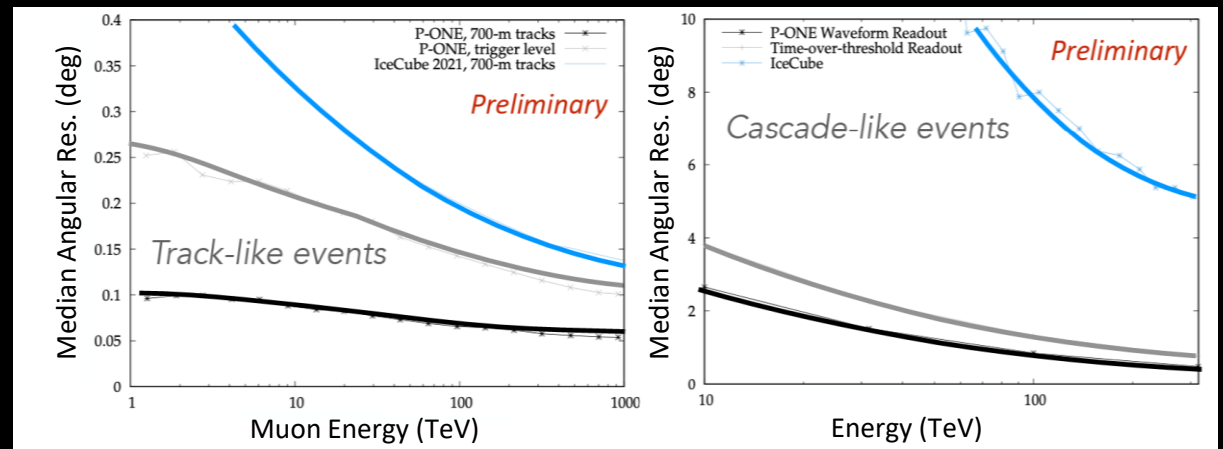 Median Angular Res. (deg)
0.4
0.35
0.3
0.25
0.2
0.15
0.1
0.05
0
P-ONE, 700-m tracks
P-ONE, trigger level
IceCube 2021, 700-m tracks
Preliminary
Track-like events
1
10
100
1000
Muon Energy (TeV)
Median Angular Res. (deg)
10
8
6
4
2
0
P-ONE Waveform Readout
Time-over-threshold Readout
IceCube
Preliminary
Cascade-like events
10
100
Energy (TeV)